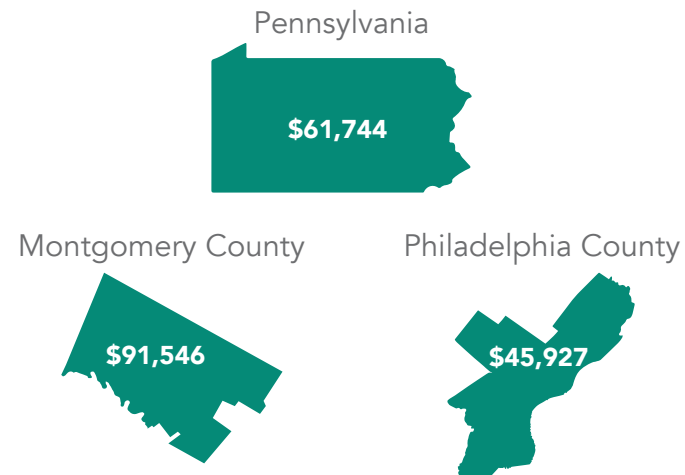 Pennsylvania
$61,744
Montgomery County
$91,546
Philadelphia County
$45,927